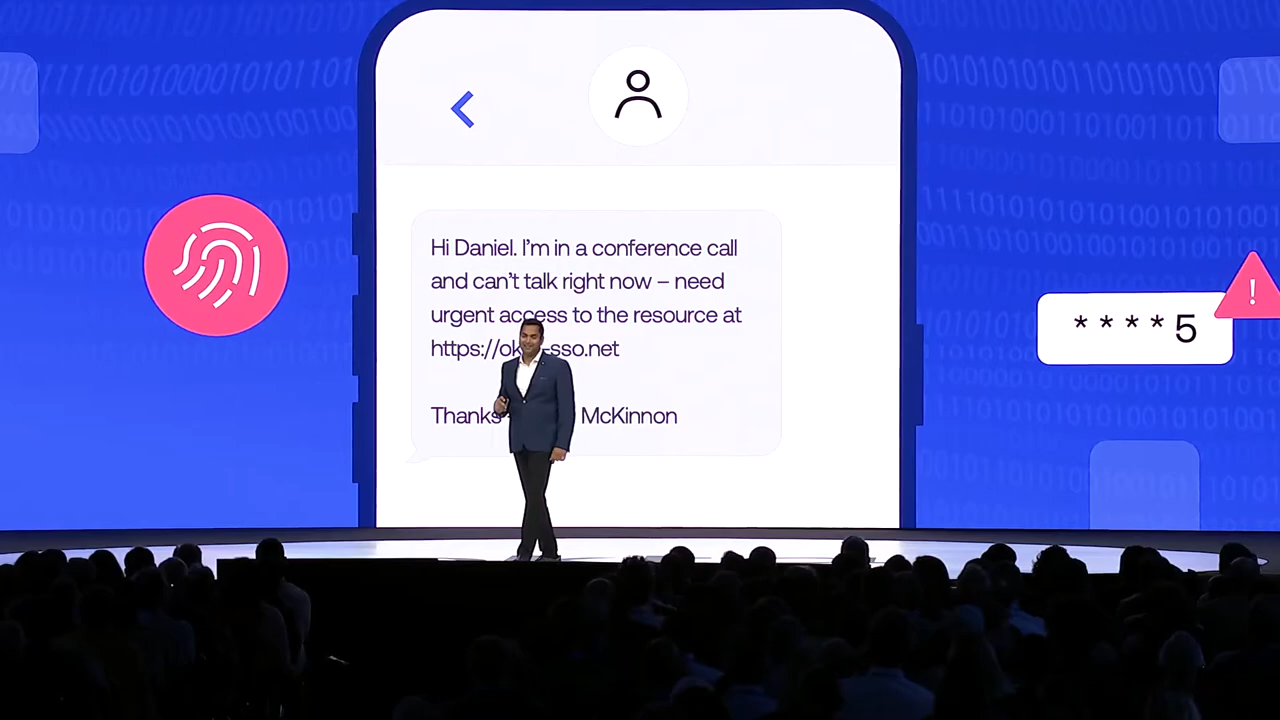 Hi Daniel. I'm in a conference call
and can't talk right now – need
urgent access to the resource at
https://ok -sso.net
Thanks McKinnon
* * * * 5
!